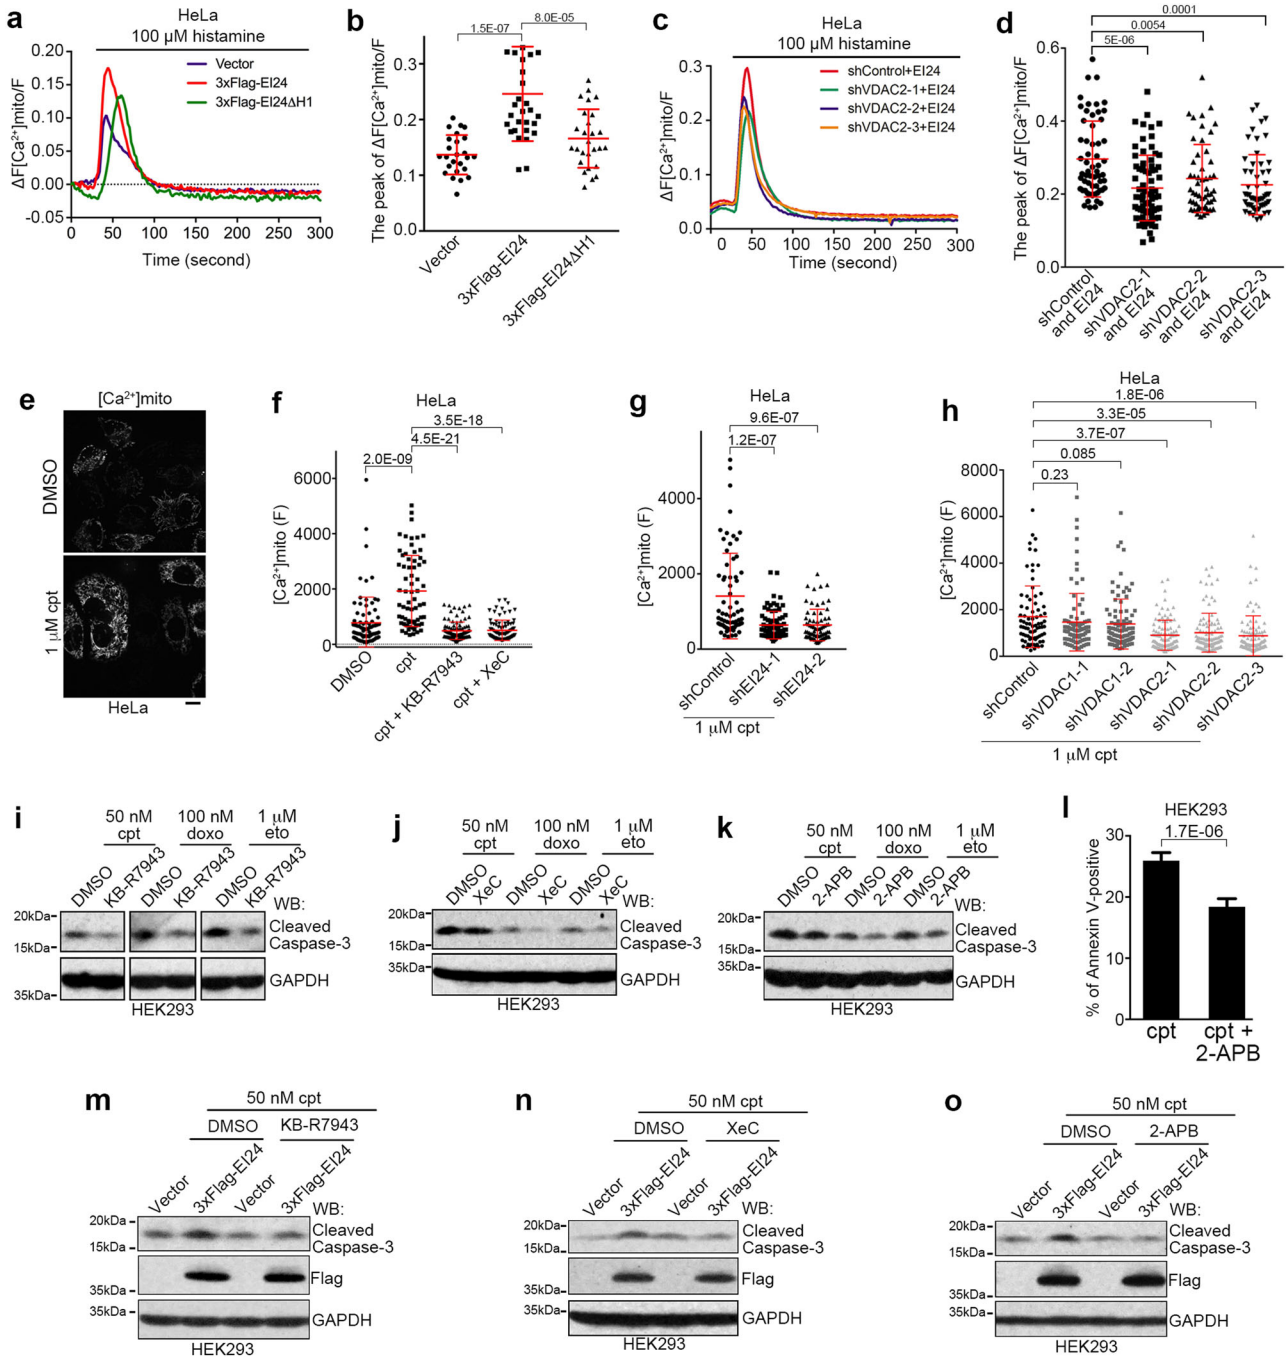 a
HeLa
100 µM histamine
ΔF[Ca²⁺]mito/F
0.20
0.15
0.10
0.05
0.00
-0.05
Vector
3xFlag-EI24
3xFlag-EI24ΔH1
0 50 100 150 200 250 300
Time (second)
b
1.5E-07
8.0E-05
The peak of ΔF[Ca²⁺]mito/F
0.3
0.2
0.1
0.0
Vector
3xFlag-EI24
3xFlag-EI24ΔH1
c
HeLa
100 µM histamine
ΔF[Ca²⁺]mito/F
0.3
0.2
0.1
0.0
shControl+EI24
shVDAC2-1+EI24
shVDAC2-2+EI24
shVDAC2-3+EI24
0 50 100 150 200 250 300
Time (second)
d
0.0001
0.0054
5E-06
The peak of ΔF[Ca²⁺]mito/F
0.6
0.4
0.2
0.0
shControl
and EI24
shVDAC2-1
and EI24
shVDAC2-2
and EI24
shVDAC2-3
and EI24
e
[Ca²⁺]mito
DMSO
1 µM cpt
HeLa
f
HeLa
3.5E-18
4.5E-21
2.0E-09
[Ca²⁺]mito (F)
6000
4000
2000
0
DMSO
cpt
cpt + KB-R7943
cpt + XeC
g
HeLa
9.6E-07
1.2E-07
[Ca²⁺]mito (F)
4000
2000
0
shControl
shEI24-1
shEI24-2
1 µM cpt
h
HeLa
1.8E-06
3.3E-05
3.7E-07
0.085
0.23
[Ca²⁺]mito (F)
8000
6000
4000
2000
0
shControl
shVDAC1-1
shVDAC1-2
shVDAC2-1
shVDAC2-2
shVDAC2-3
1 µM cpt
i
50 nM cpt
100 nM doxo
1 µM eto
DMSO
KB-R7943
DMSO
KB-R7943
DMSO
KB-R7943
WB:
20kDa
15kDa
Cleaved
Caspase-3
35kDa
GAPDH
HEK293
j
50 nM cpt
100 nM doxo
1 µM eto
DMSO
XeC
DMSO
XeC
DMSO
XeC
WB:
20kDa
15kDa
Cleaved
Caspase-3
35kDa
GAPDH
HEK293
k
50 nM cpt
100 nM doxo
1 µM eto
DMSO
2-APB
DMSO
2-APB
DMSO
2-APB
WB:
20kDa
15kDa
Cleaved
Caspase-3
35kDa
GAPDH
HEK293
l
HEK293
1.7E-06
% of Annexin V-positive
30
20
10
0
cpt
cpt +
2-APB
m
50 nM cpt
DMSO KB-R7943
Vector
3xFlag-EI24
Vector
3xFlag-EI24
WB:
20kDa
15kDa
Cleaved
Caspase-3
35kDa
Flag
35kDa
GAPDH
HEK293
n
50 nM cpt
DMSO XeC
Vector
3xFlag-EI24
Vector
3xFlag-EI24
WB:
20kDa
15kDa
Cleaved
Caspase-3
35kDa
Flag
35kDa
GAPDH
HEK293
o
50 nM cpt
DMSO 2-APB
Vector
3xFlag-EI24
Vector
3xFlag-EI24
WB:
20kDa
15kDa
Cleaved
Caspase-3
35kDa
Flag
35kDa
GAPDH
HEK293